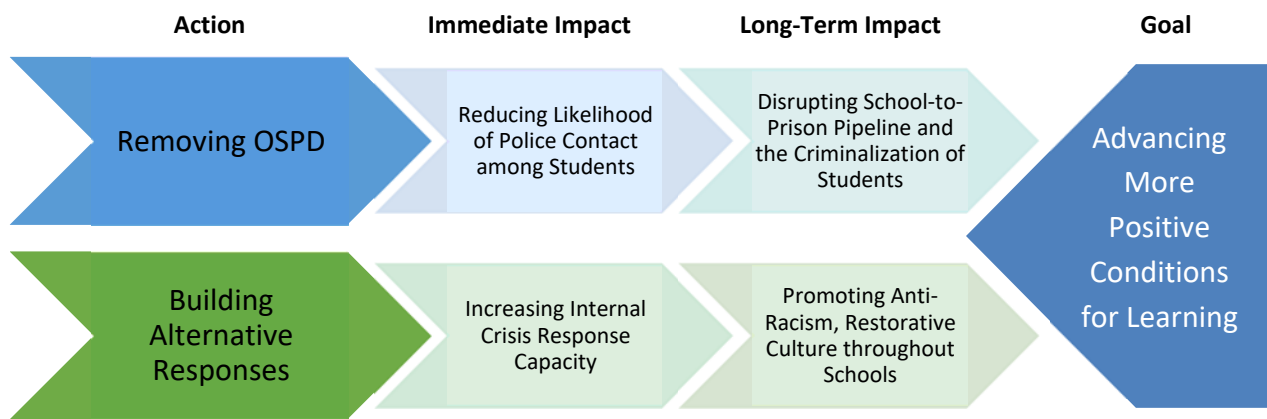 Action
Immediate Impact
Long-Term Impact
Goal
Removing OSPD
Reducing Likelihood
of Police Contact
among Students
Disrupting School-to-
Prison Pipeline and
the Criminalization of
Students
Building
Alternative
Responses
Increasing Internal
Crisis Response
Capacity
Promoting Anti-
Racism, Restorative
Culture throughout
Schools
Advancing
More
Positive
Conditions
for Learning